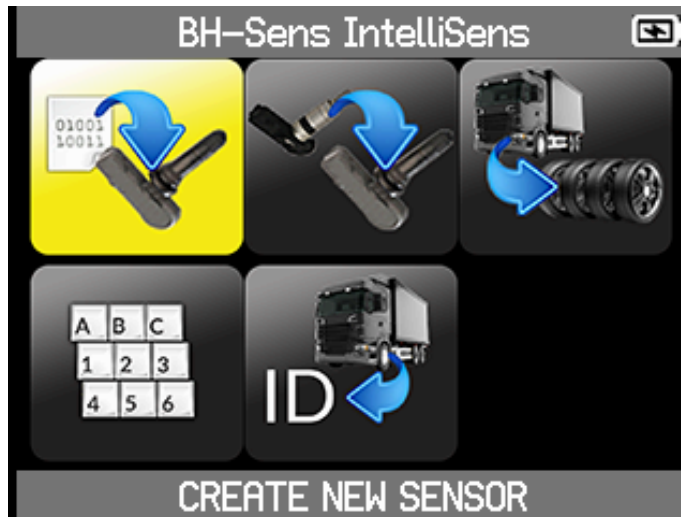 BH-Sens IntelliSens
01001
10011
A B C
1 2 3
4 5 6
ID
CREATE NEW SENSOR